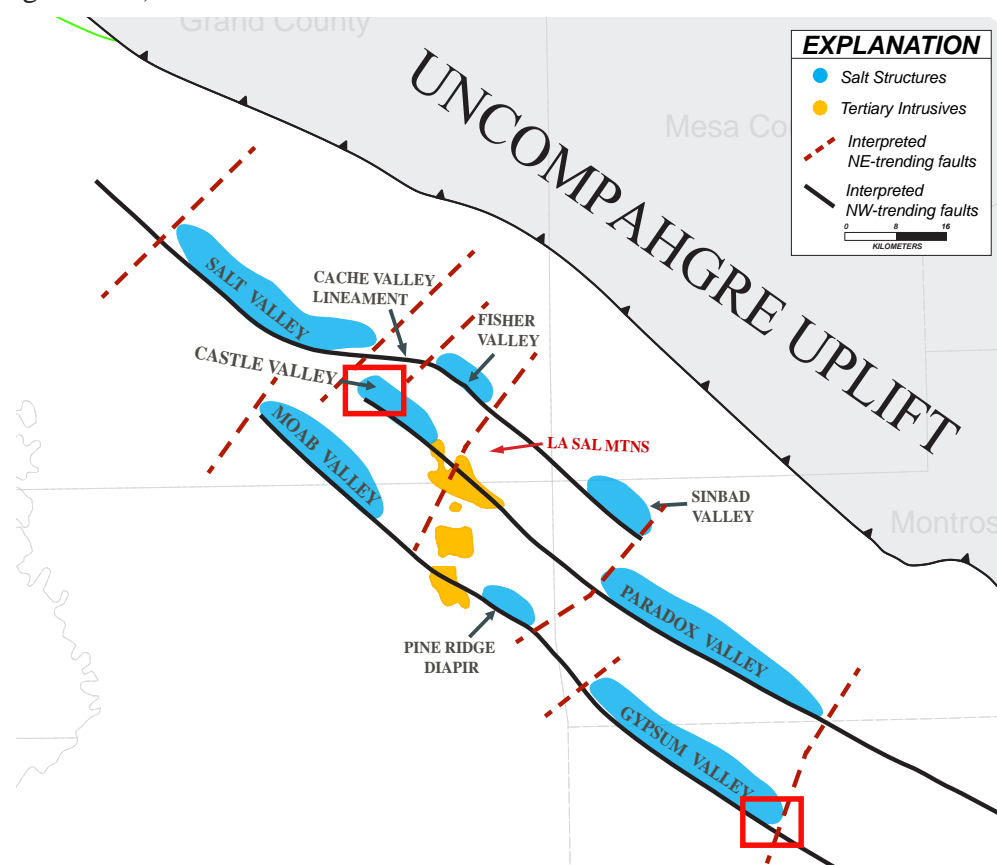 Grand County
EXPLANATION
Salt Structures
Tertiary Intrusives
Interpreted
NE-trending faults
Interpreted
NW-trending faults
0 8 16
KILOMETERS
Mesa Co
UNCOMPAHGRE UPLIFT
SALT VALLEY
CACHE VALLEY
LINEAMENT
FISHER
VALLEY
CASTLE VALLEY
MOAB VALLEY
LA SAL MTNS
SINBAD
VALLEY
Montros
PARADOX VALLEY
PINE RIDGE
DIAPIR
GYPSUM VALLEY